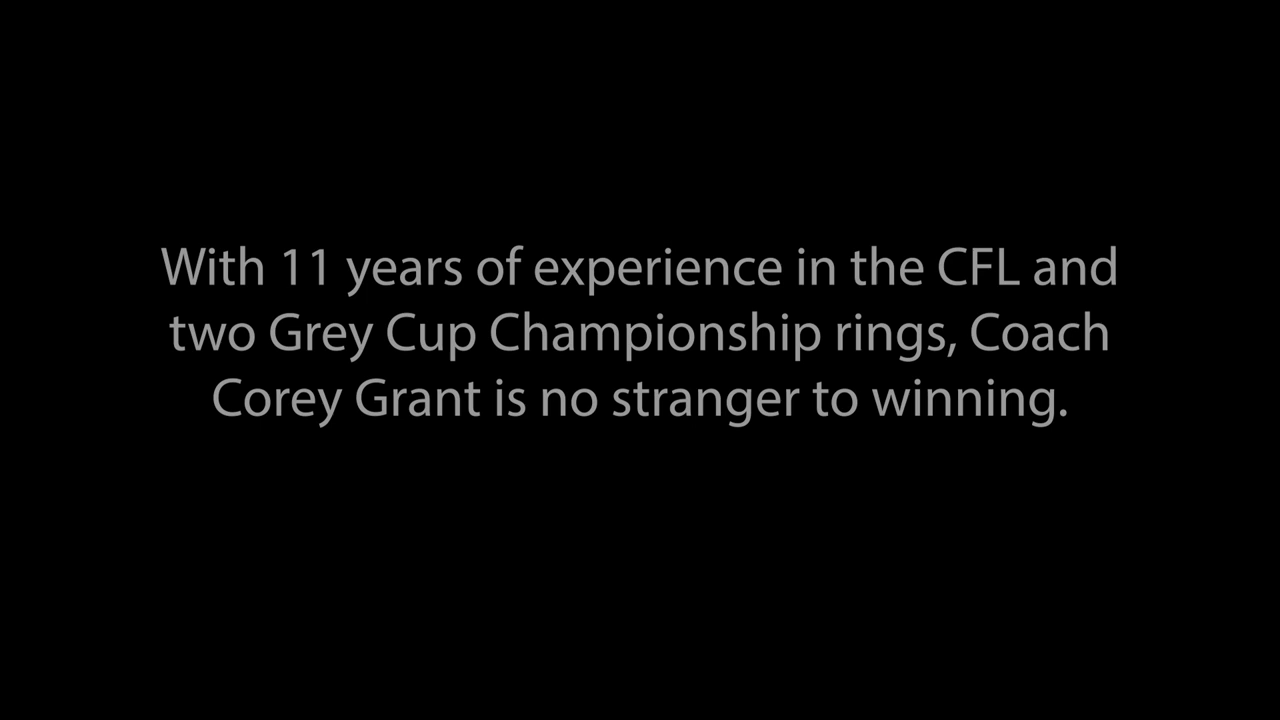 With 11 years of experience in the CFL and
two Grey Cup Championship rings, Coach
Corey Grant is no stranger to winning.